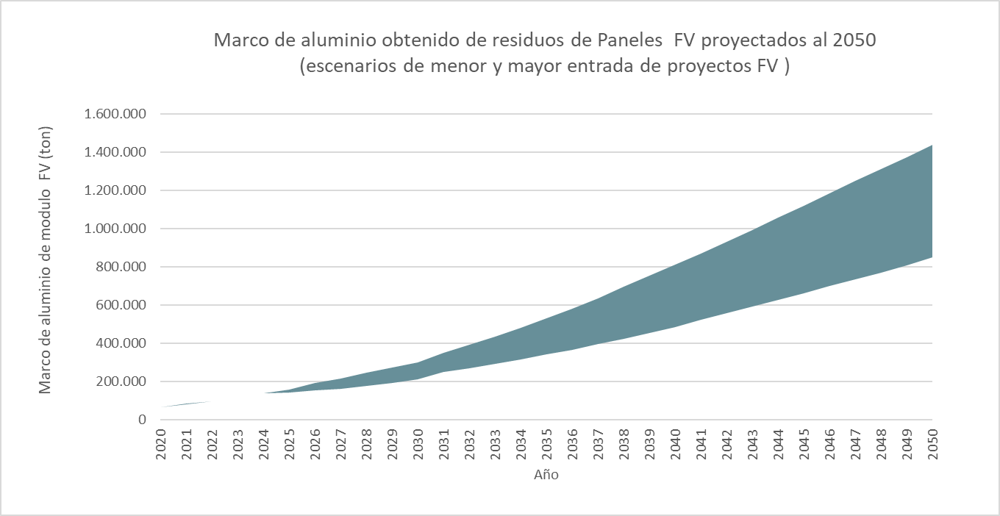 Marco de aluminio obtenido de residuos de Paneles  FV proyectados al 2050
(escenarios de menor y mayor entrada de proyectos FV )
Marco de aluminio de modulo  FV (ton)
1.600.000
1.400.000
1.200.000
1.000.000
800.000
600.000
400.000
200.000
0
2020 2021 2022 2023 2024 2025 2026 2027 2028 2029 2030 2031 2032 2033 2034 2035 2036 2037 2038 2039 2040 2041 2042 2043 2044 2045 2046 2047 2048 2049 2050
Año